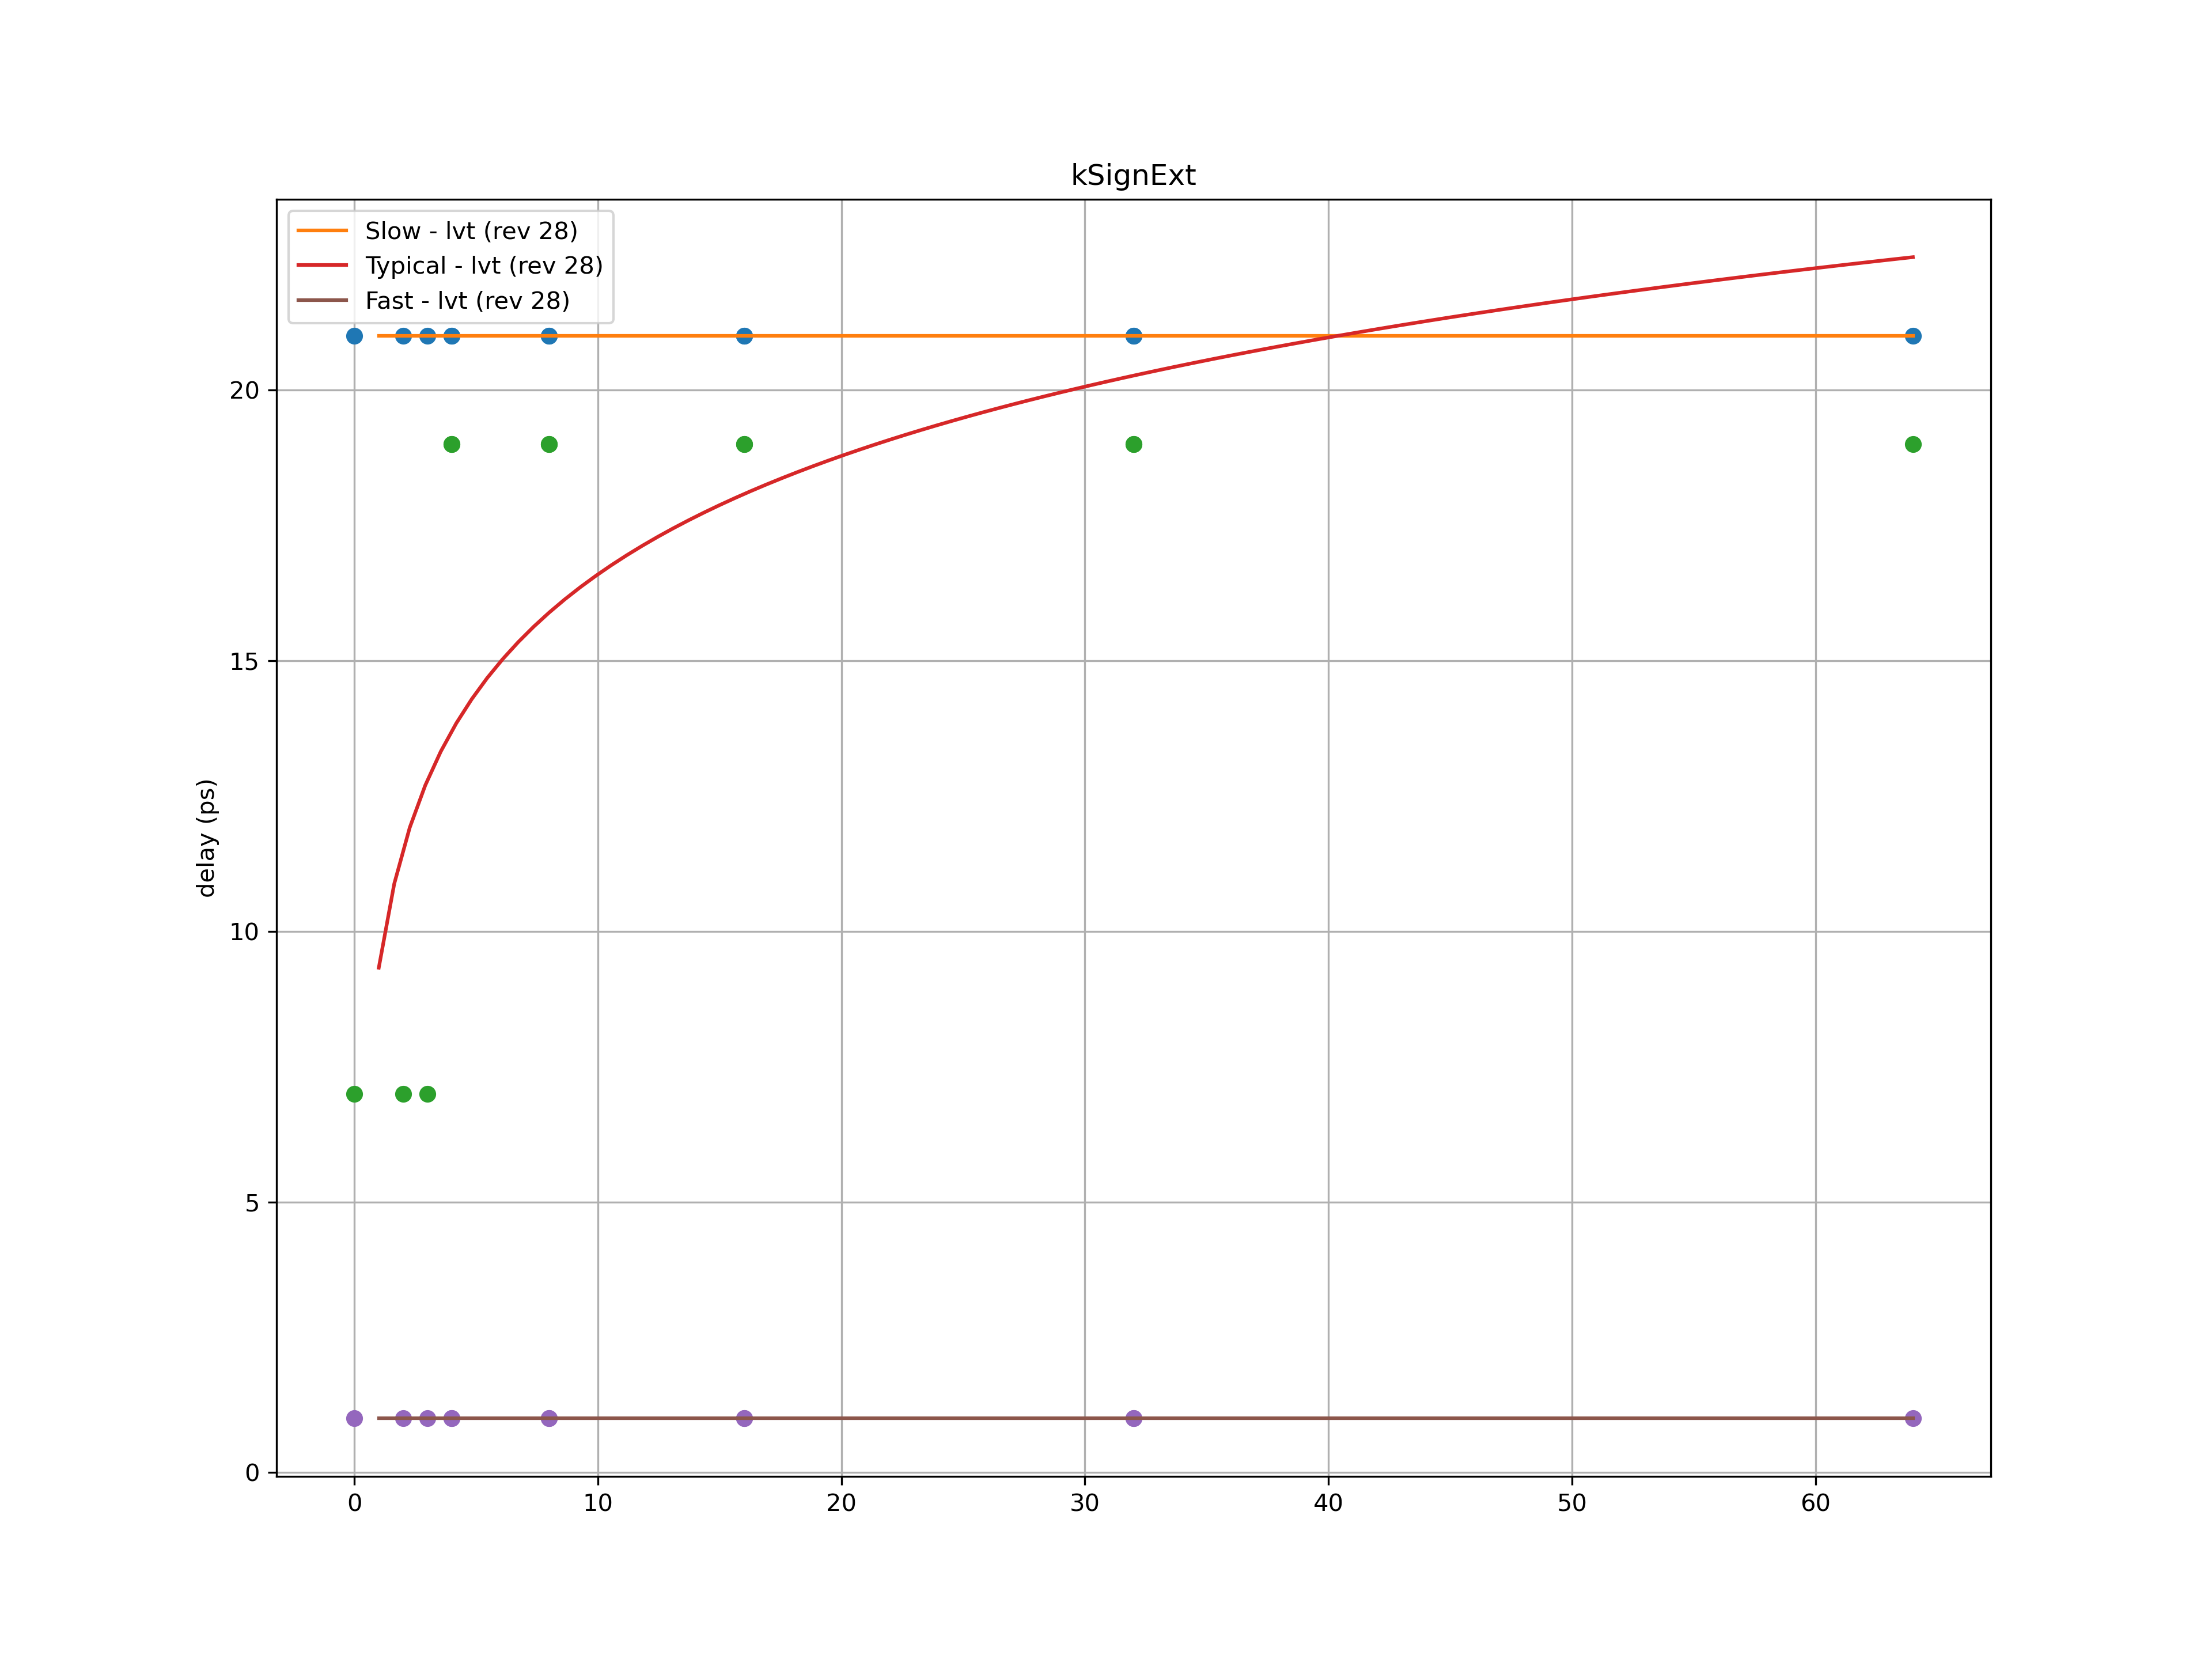 kSignExt
Slow - lvt (rev 28)
Typical - lvt (rev 28)
Fast - lvt (rev 28)
delay (ps)
20
15
10
5
0
0 10 20 30 40 50 60